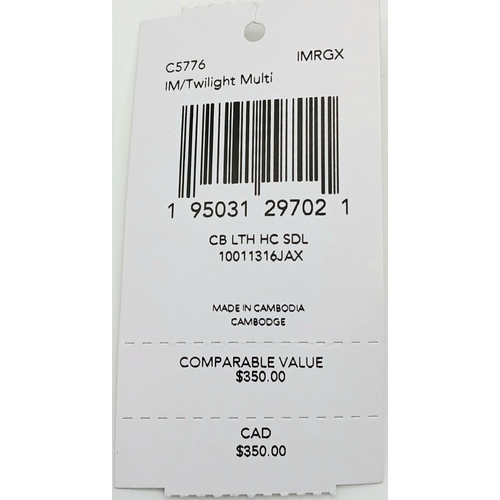 C5776 IMRGX
IM/Twilight Multi
1 95031 29702 1
CB LTH HC SDL
10011316JAX
MADE IN CAMBODIA
CAMBODGE
COMPARABLE VALUE
$350.00
CAD
$350.00